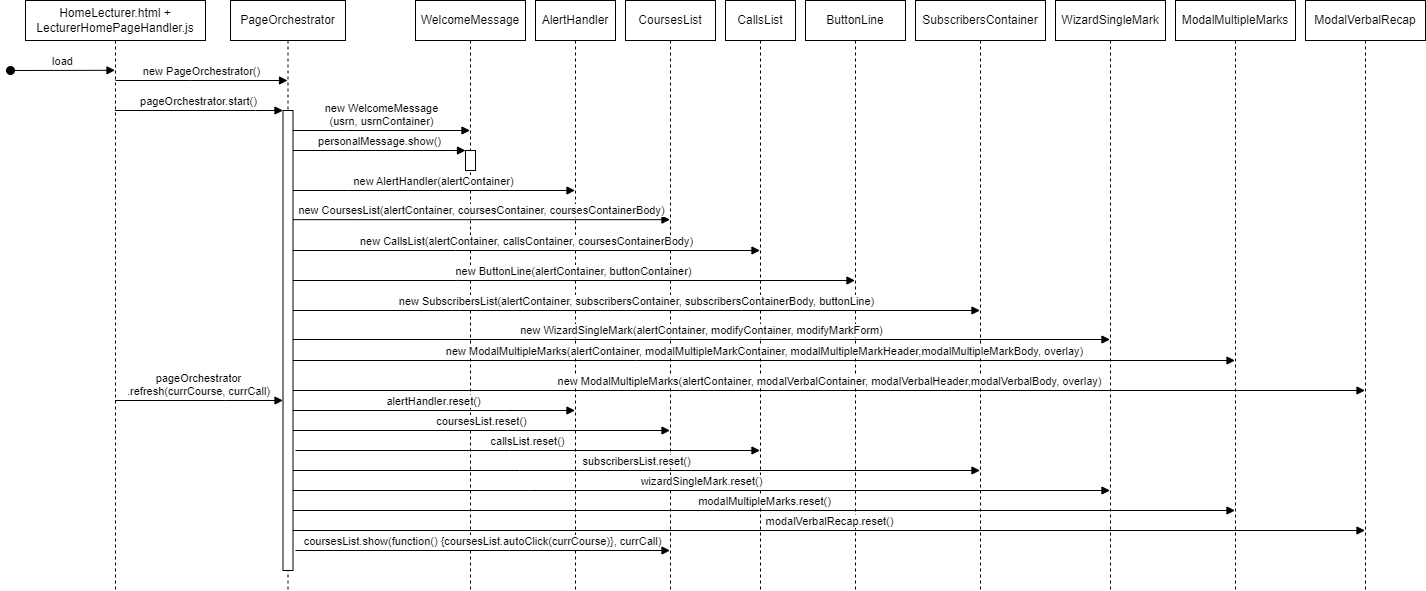 HomeLecturer.html +
LecturerHomePageHandler.js
PageOrchestrator
WelcomeMessage
AlertHandler
CoursesList
CallsList
ButtonLine
SubscribersContainer
WizardSingleMark
ModalMultipleMarks
ModalVerbalRecap
load
new PageOrchestrator()
pageOrchestrator.start()
new WelcomeMessage
(usrn, usrnContainer)
personalMessage.show()
new AlertHandler(alertContainer)
new CoursesList(alertContainer, coursesContainer, coursesContainerBody)
new CallsList(alertContainer, callsContainer, coursesContainerBody)
new ButtonLine(alertContainer, buttonContainer)
new SubscribersList(alertContainer, subscribersContainer, subscribersContainerBody, buttonLine)
new WizardSingleMark(alertContainer, modifyContainer, modifyMarkForm)
new ModalMultipleMarks(alertContainer, modalMultipleMarkContainer, modalMultipleMarkHeader,modalMultipleMarkBody, overlay)
new ModalMultipleMarks(alertContainer, modalVerbalContainer, modalVerbalHeader,modalVerbalBody, overlay)
pageOrchestrator
.refresh(currCourse, currCall)
alertHandler.reset()
coursesList.reset()
callsList.reset()
subscribersList.reset()
wizardSingleMark.reset()
modalMultipleMarks.reset()
modalVerbalRecap.reset()
coursesList.show(function() {coursesList.autoClick(currCourse)}, currCall)